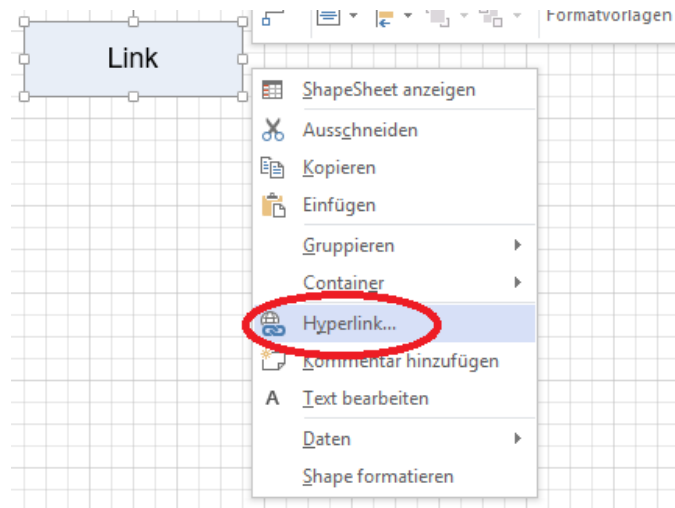 Formatvorlagen
Link
ShapeSheet anzeigen
Ausschneiden
Kopieren
Einfügen
Gruppieren
Container
Hyperlink...
Kommentar hinzufügen
A Text bearbeiten
Daten
Shape formatieren